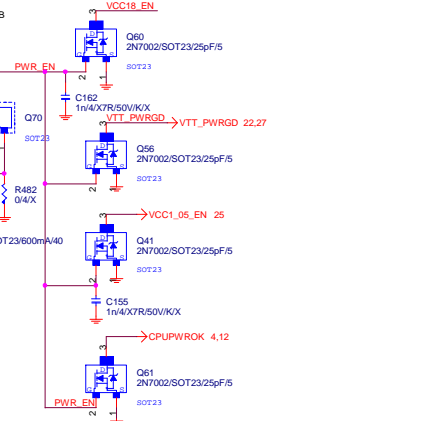 B
VCC18_EN
3
D
Q60
2N7002/SOT23/25pF/5
G
S
SOT23
PWR_EN
2
1
C162
1n/4/X7R/50V/K/X
Q70
SOT23
3
VTT_PWRGD
VTT_PWRGD 22,27
D
Q56
2N7002/SOT23/25pF/5
G
S
SOT23
2
1
R482
0/4/X
3
VCC1_05_EN 25
D
Q41
2N7002/SOT23/25pF/5
OT23/600mA/40
G
S
SOT23
2
1
C155
1n/4/X7R/50V/K/X
3
CPUPWROK 4,12
D
Q61
2N7002/SOT23/25pF/5
G
S
PWR_EN
SOT23
2
1